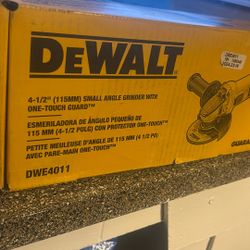 DEWALT
4-1/2" (115MM) SMALL ANGLE GRINDER WITH
ONE-TOUCH GUARD™
ESMERILADORA DE ÁNGULO PEQUEÑO DE
115 MM (4-1/2 PULG) CON PROTECTOR ONE-TOUCH™
PETITE MEULEUSE D'ANGLE DE 115 MM (4 1/2 PO)
AVEC PARE-MAIN ONE-TOUCH™
DWE4011